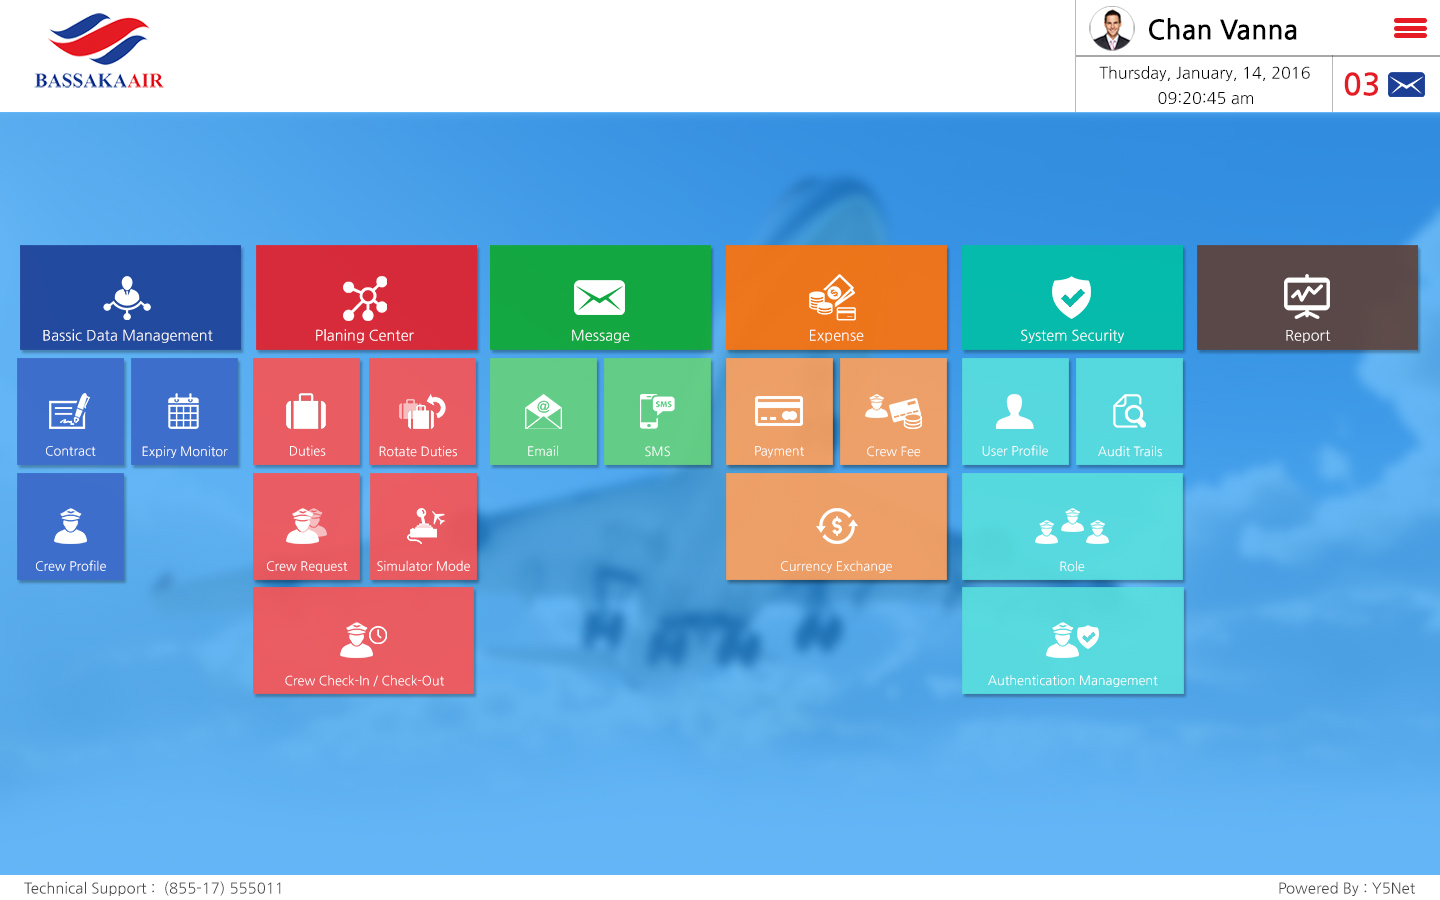 BASSAKAAIR
Chan Vanna
Thursday, January, 14, 2016
09:20:45 am
03
Bassic Data Management
Planing Center
Message
Expense
System Security
Report
Contract
Expiry Monitor
Duties
Rotate Duties
Email
SMS
SMS
Payment
Crew Fee
User Profile
Audit Trails
Crew Profile
Crew Request
Simulator Mode
Currency Exchange
Role
Crew Check-In / Check-Out
Authentication Management
Technical Support : (855-17) 555011
Powered By : Y5Net